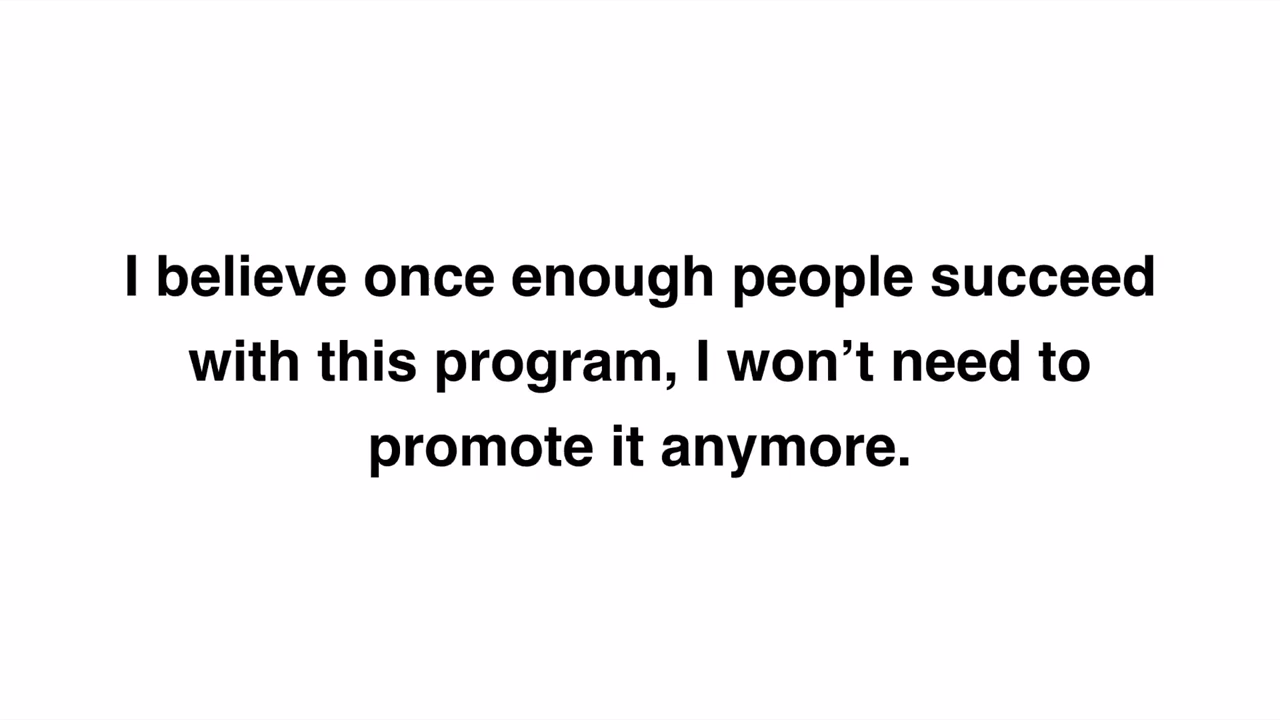 I believe once enough people succeed
with this program, I won’t need to
promote it anymore.